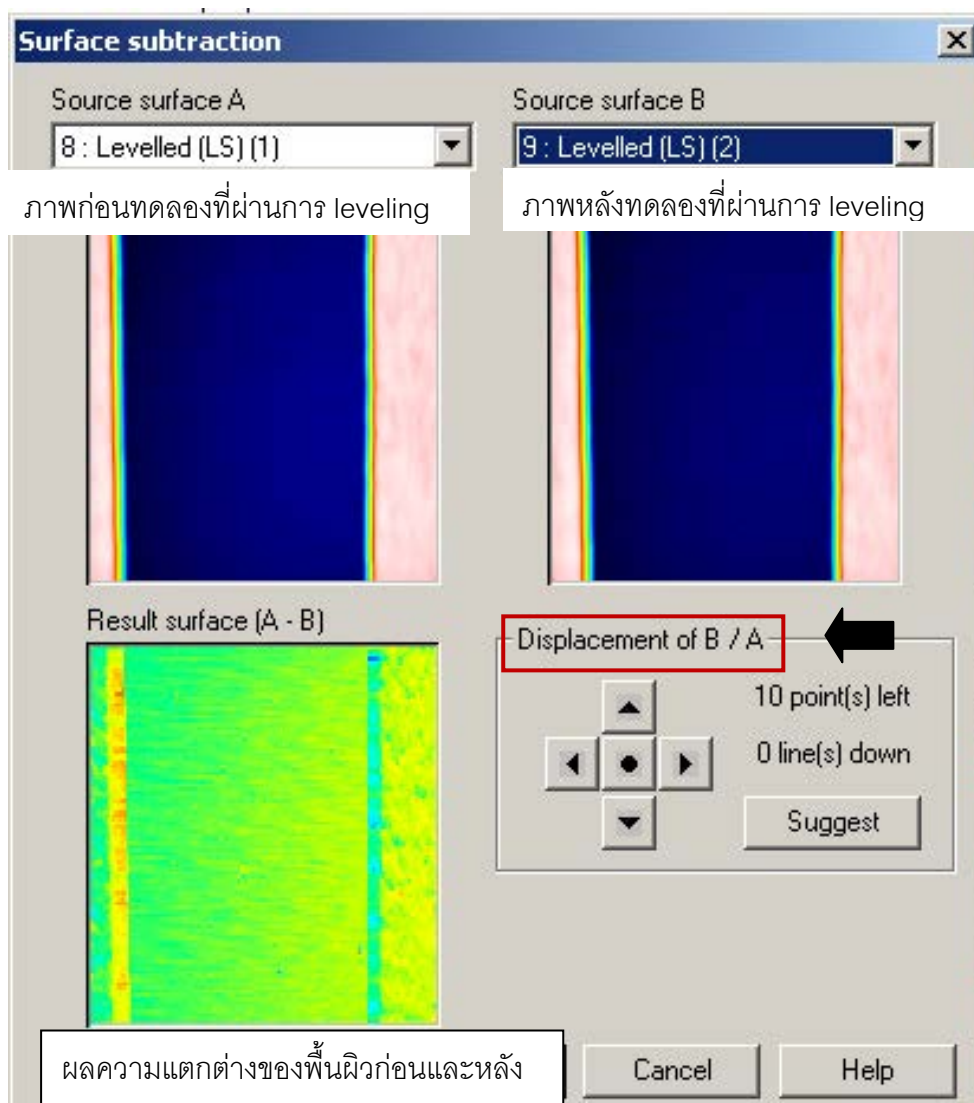 Surface subtraction
Source surface A
Source surface B
8 : Levelled (LS) (1)
9 : Levelled (LS) (2)
ภาพก่อนทดลองที่ผ่านการ leveling
ภาพหลังทดลองที่ผ่านการ leveling
Result surface (A - B)
Displacement of B / A
10 point(s) left
0 line(s) down
Suggest
ผลความแตกต่างของพื้นผิวก่อนและหลัง
Cancel
Help